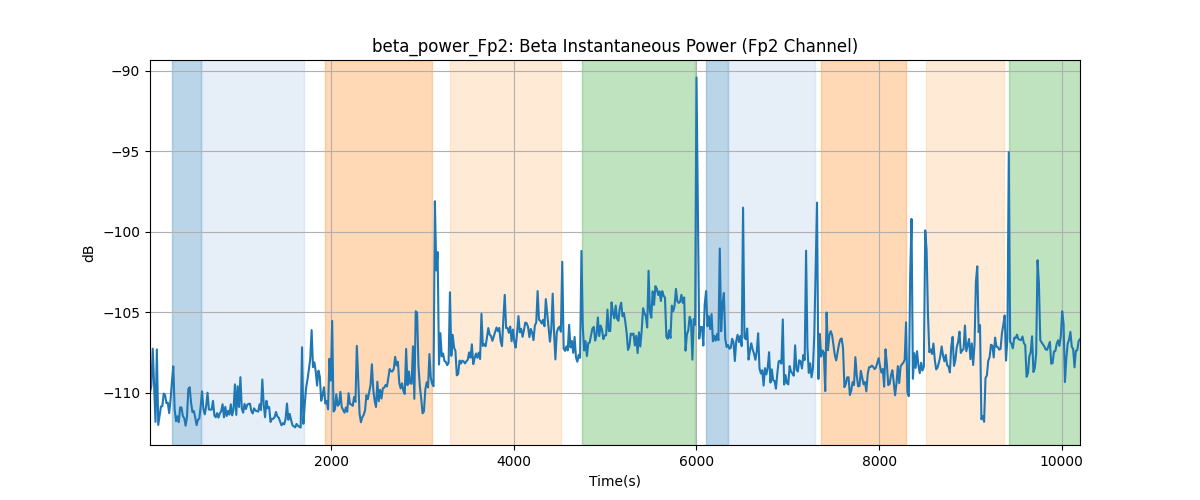 beta_power_Fp2: Beta Instantaneous Power (Fp2 Channel)
−90
−95
−100
−105
−110
dB
2000 4000 6000 8000 10000
Time(s)